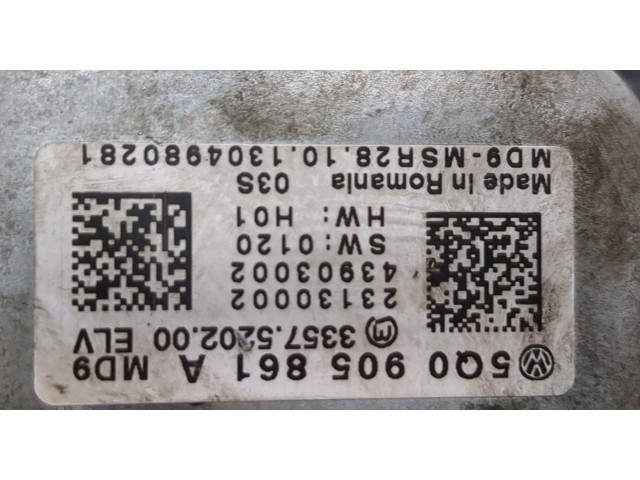 5Q0 905 861 A MD9
M 3357.5202.00 ELV
23130002
43903002
SW: 0120
HW: H01
Made in Romania 03S
MD9-MSR28.10.1304980281